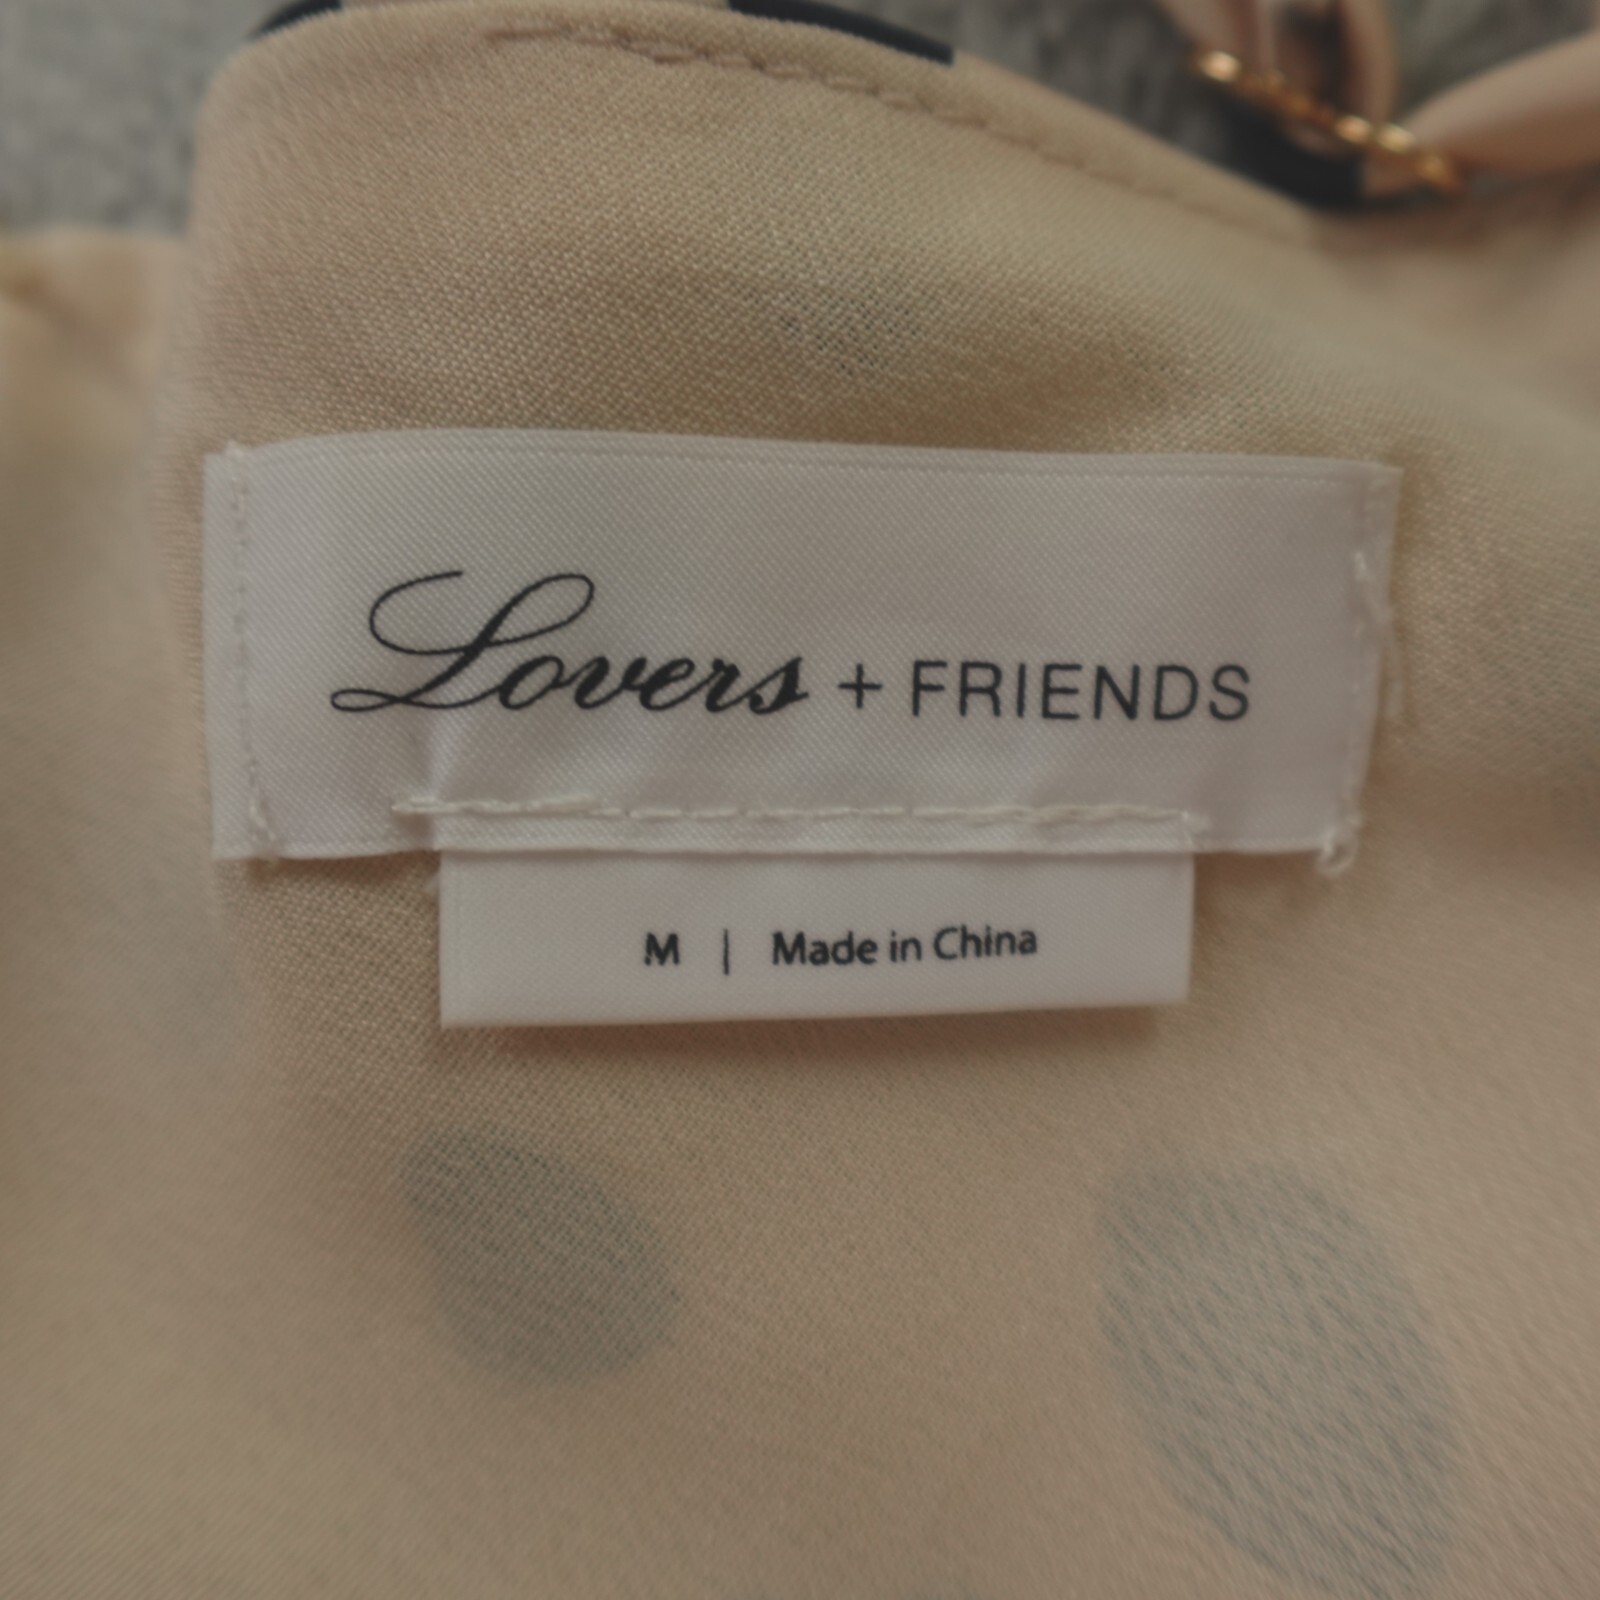 Lovers + FRIENDS
M | Made in China